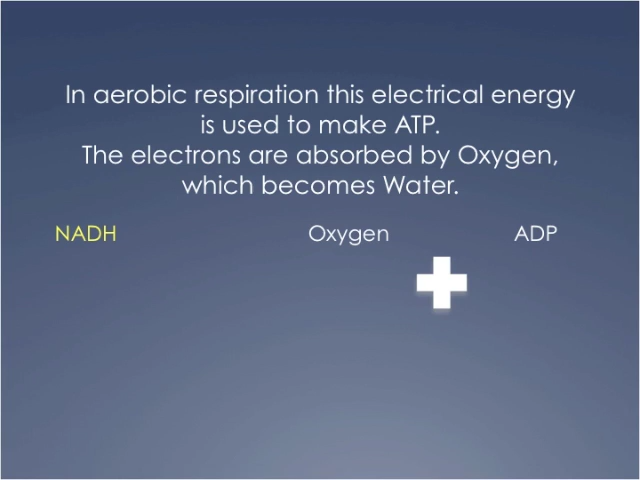 In aerobic respiration this electrical energy
is used to make ATP.
The electrons are absorbed by Oxygen,
which becomes Water.
NADH Oxygen ADP